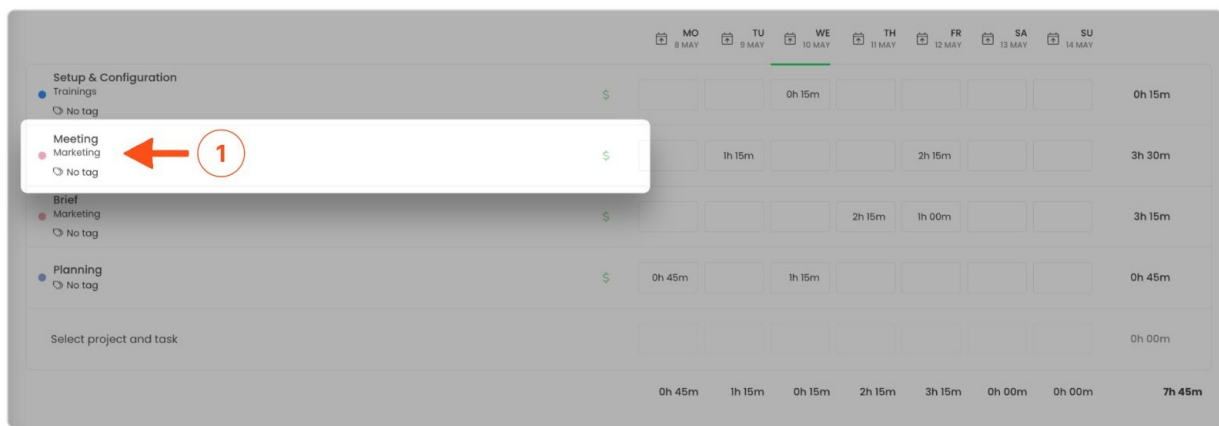 MO TU WE TH FR SA SU
8 MAY 9 MAY 10 MAY 11 MAY 12 MAY 13 MAY 14 MAY
Setup & Configuration
Trainings $ 0h 15m 0h 15m
No tag
Meeting
Marketing 1 $ 1h 15m 2h 15m 3h 30m
No tag
Brief
Marketing $ 2h 15m 1h 00m 3h 15m
No tag
Planning $ 0h 45m 1h 15m 0h 45m
No tag
Select project and task 0h 00m
0h 45m 1h 15m 0h 15m 2h 15m 3h 15m 0h 00m 0h 00m 7h 45m